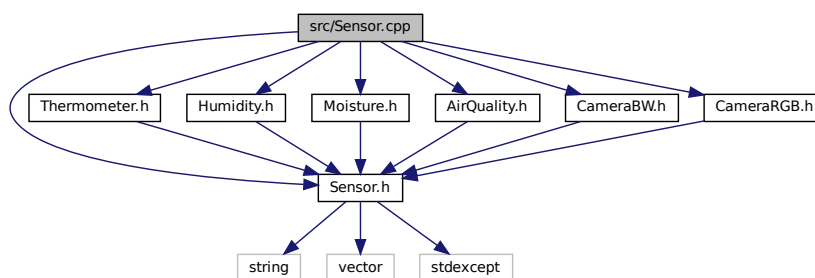 src/Sensor.cpp
Thermometer.h
Humidity.h
Moisture.h
AirQuality.h
CameraBW.h
CameraRGB.h
Sensor.h
string
vector
stdexcept